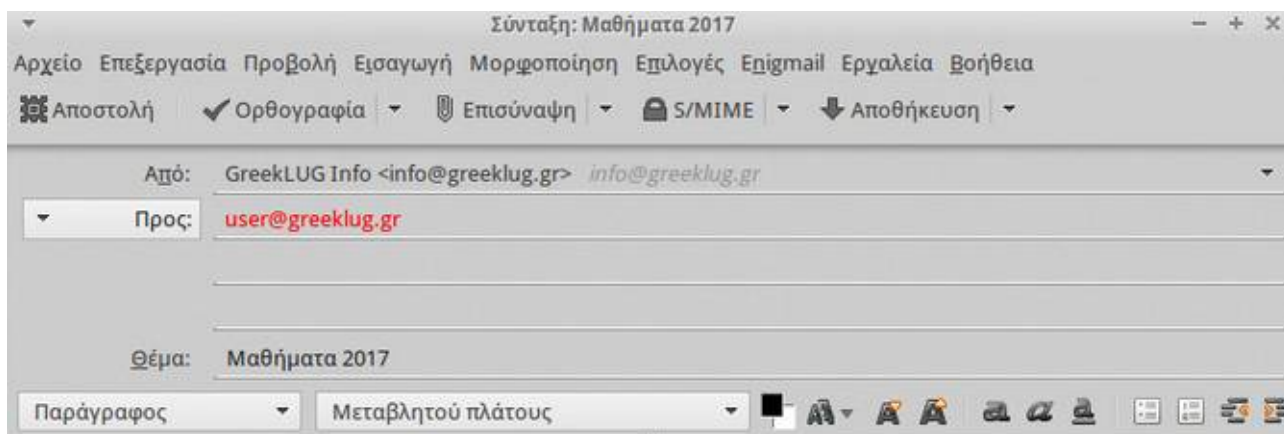 Σύνταξη: Μαθήματα 2017
Αρχείο Επεξεργασία Προβολή Εισαγωγή Μορφοποίηση Επιλογές Enigmail Εργαλεία Βοήθεια
Αποστολή Ορθογραφία Επισύναψη S/MIME Αποθήκευση
Από: GreekLUG Info <info@greeklug.gr> info@greeklug.gr
Προς: user@greeklug.gr
Θέμα: Μαθήματα 2017
Παράγραφος Μεταβλητού πλάτους